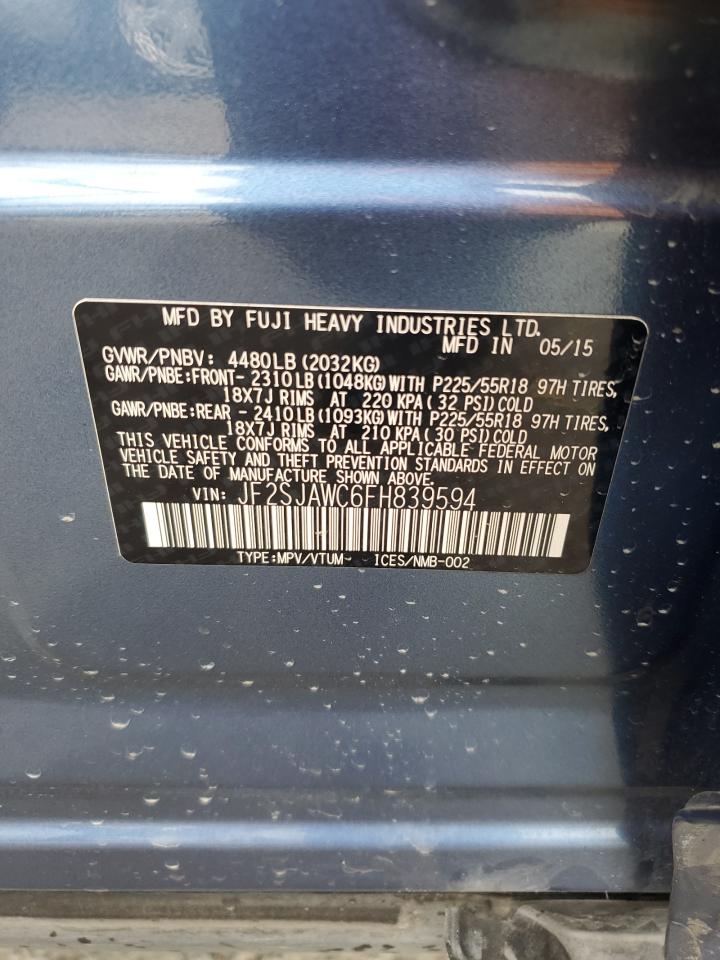 MFD BY FUJI HEAVY INDUSTRIES LTD.
MFD IN 05/15
GVWR/PNBV: 4480LB (2032KG)
GAWR/PNBE:FRONT- 2310LB(1048KG)WITH P225/55R18 97H TIRES,
18X7J RIMS AT 220 KPA(32 PSI)COLD
GAWR/PNBE:REAR - 2410LB(1093KG)WITH P225/55R18 97H TIRES,
18X7J RIMS AT 210 KPA(30 PSI)COLD
THIS VEHICLE CONFORMS TO ALL APPLICABLE FEDERAL MOTOR
VEHICLE SAFETY AND THEFT PREVENTION STANDARDS IN EFFECT ON
THE DATE OF MANUFACTURE SHOWN ABOVE.
VIN: JF2SJAWC6FH839594
TYPE:MPV/VTUM ICES/NMB-002